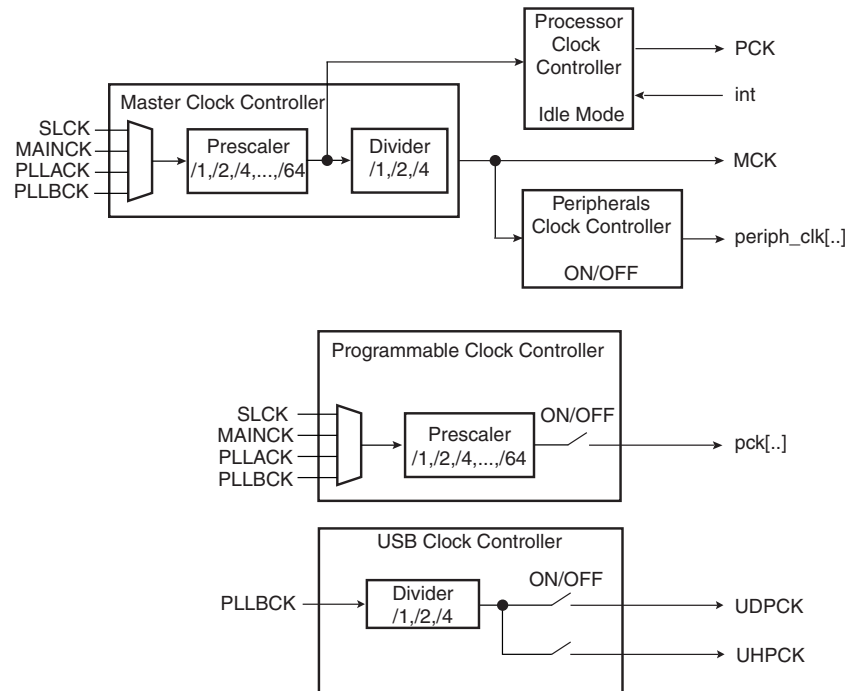 Processor
Clock
Controller
Idle Mode
PCK
int
Master Clock Controller
SLCK
MAINCK
PLLACK
PLLBCK
Prescaler
/1,/2,/4,...,/64
Divider
/1,/2,/4
MCK
Peripherals
Clock Controller
ON/OFF
periph_clk[..]
Programmable Clock Controller
SLCK
MAINCK
PLLACK
PLLBCK
Prescaler
/1,/2,/4,...,/64
ON/OFF
pck[..]
USB Clock Controller
PLLBCK
Divider
/1,/2,/4
ON/OFF
UDPCK
UHPCK